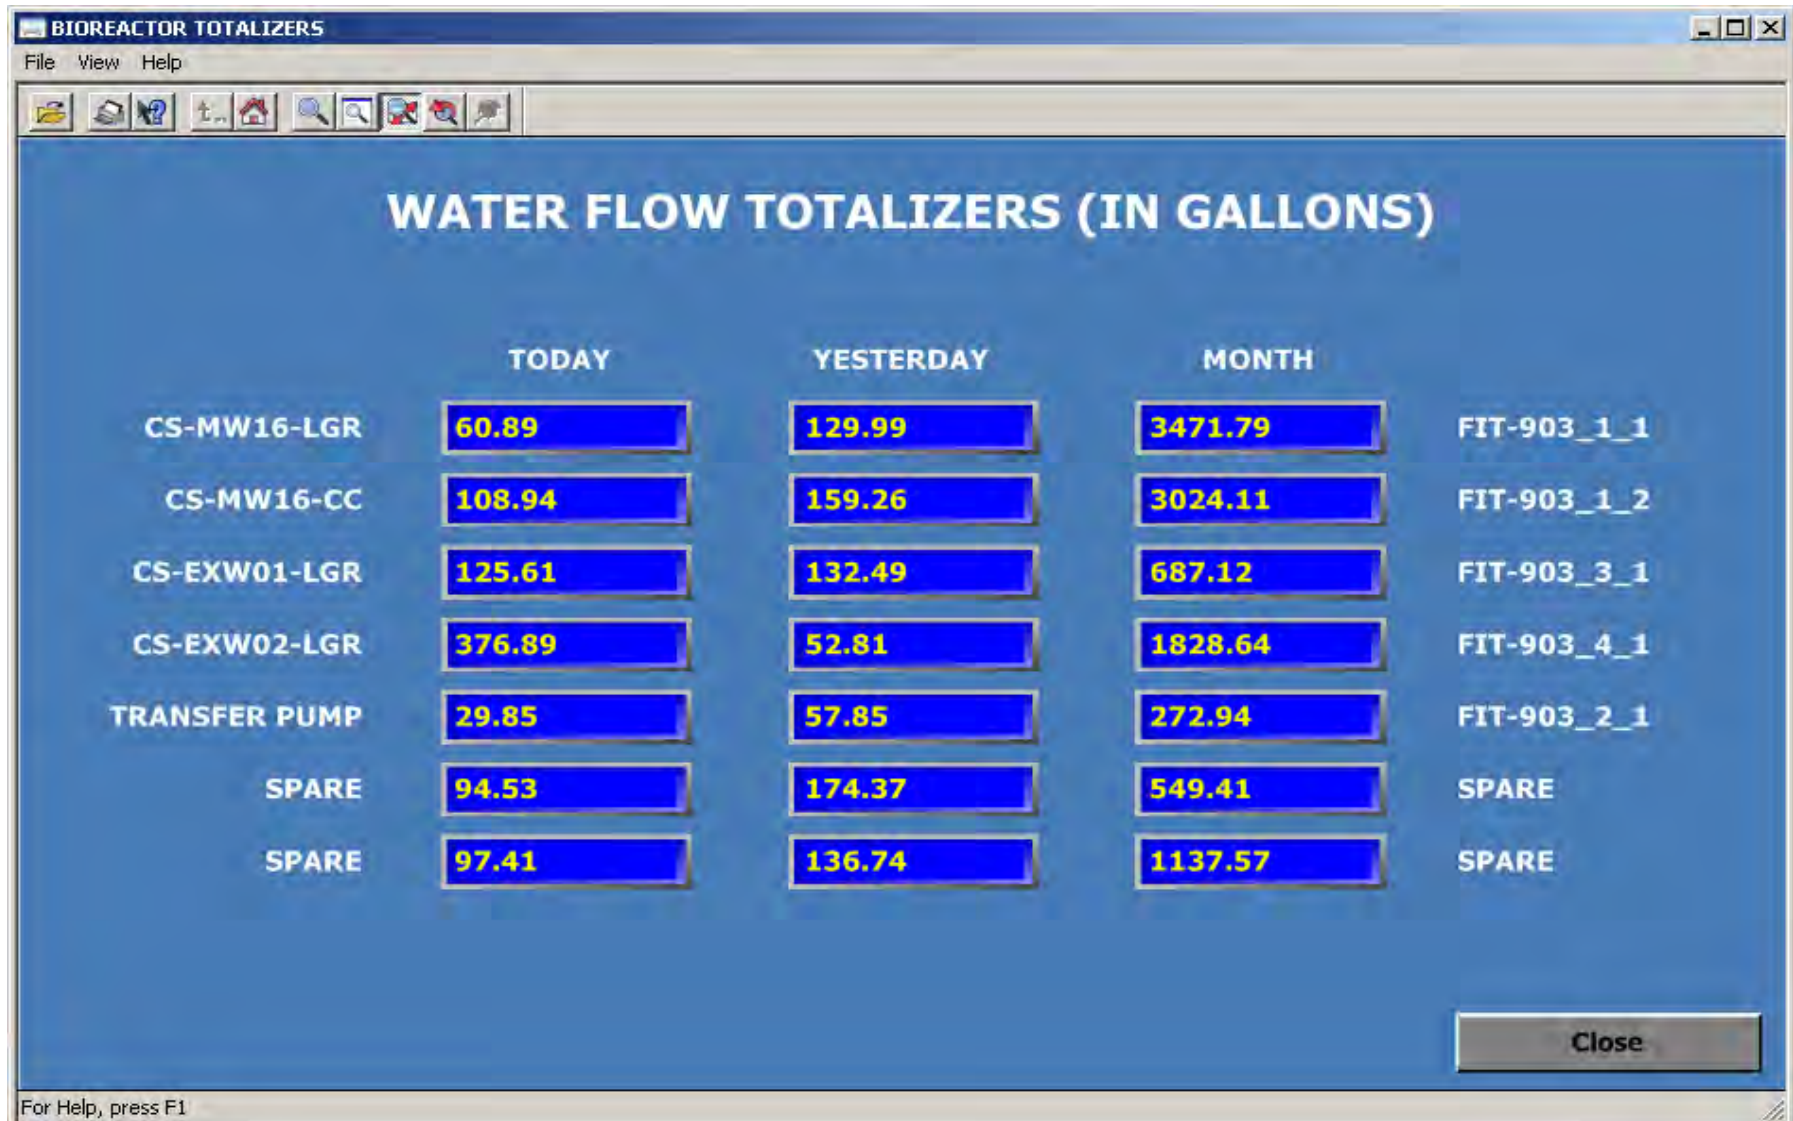 BIOREACTOR TOTALIZERS
File View Help
WATER FLOW TOTALIZERS (IN GALLONS)
TODAY YESTERDAY MONTH
CS-MW16-LGR 60.89 129.99 3471.79 FIT-903_1_1
CS-MW16-CC 108.94 159.26 3024.11 FIT-903_1_2
CS-EXW01-LGR 125.61 132.49 687.12 FIT-903_3_1
CS-EXW02-LGR 376.89 52.81 1828.64 FIT-903_4_1
TRANSFER PUMP 29.85 57.85 272.94 FIT-903_2_1
SPARE 94.53 174.37 549.41 SPARE
SPARE 97.41 136.74 1137.57 SPARE
Close
For Help, press F1